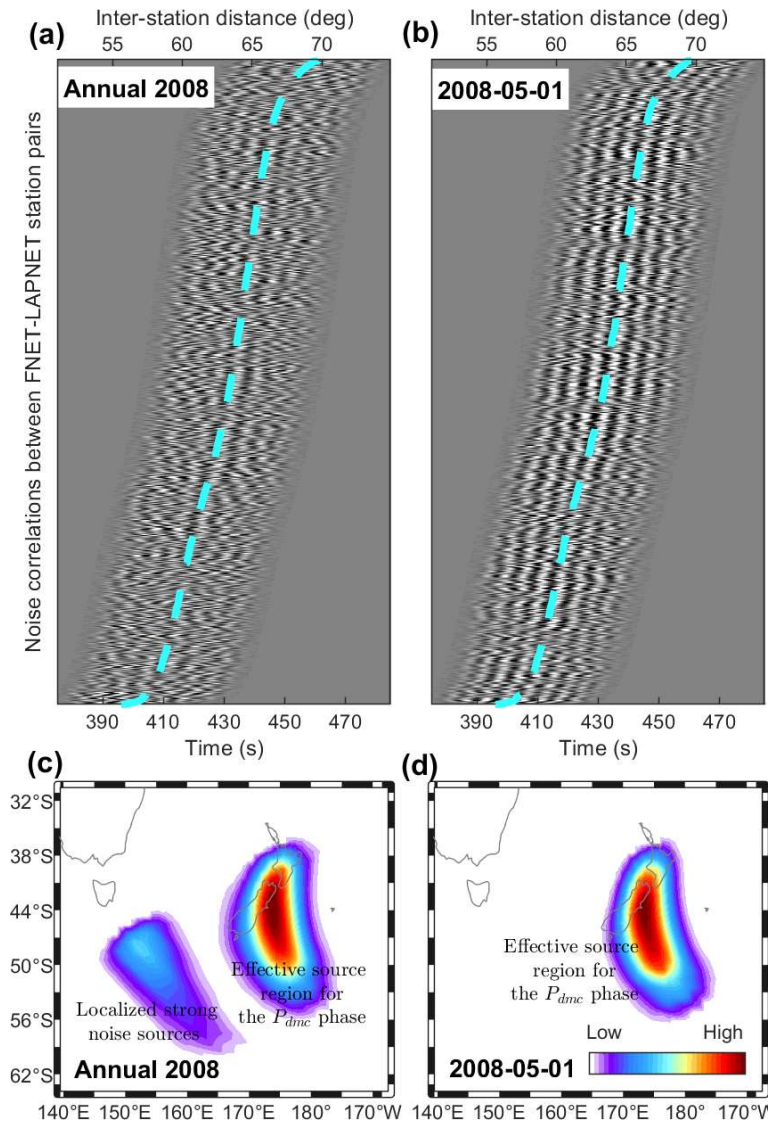 Inter-station distance (deg)
Inter-station distance (deg)
(a)
55 60 65 70
(b)
55 60 65 70
Annual 2008
2008-05-01
Noise correlations between FNET-LAPNET station pairs
390 410 430 450 470
390 410 430 450 470
Time (s)
Time (s)
(c)
(d)
32°S
38°S
44°S
50°S
56°S
62°S
Effective source
region for
the Pdmc phase
Localized strong
noise sources
Annual 2008
Effective source
region for
the Pdmc phase
Low High
2008-05-01
140°E 150°E 160°E 170°E 180° 170°W
140°E 150°E 160°E 170°E 180° 170°W